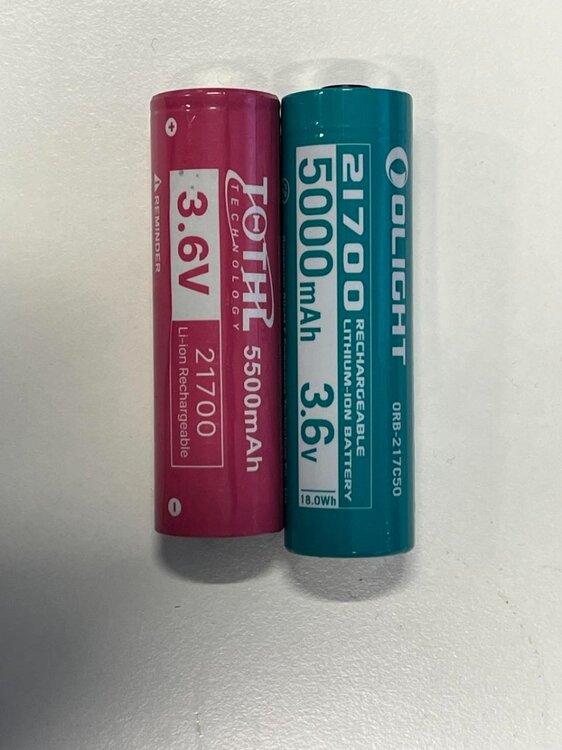 TOTHL
TECHNOLOGY
5500mAh
3.6V
21700
Li-ion Rechargeable
REMINDER
OLIGHT
ORB-217C50
21700
RECHARGEABLE
LITHIUM-ION BATTERY
5000mAh 3.6V
18.0Wh